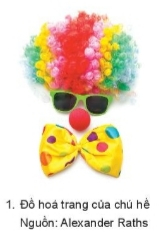 1. Đồ hoá trang của chú hề
Nguồn: Alexander Raths